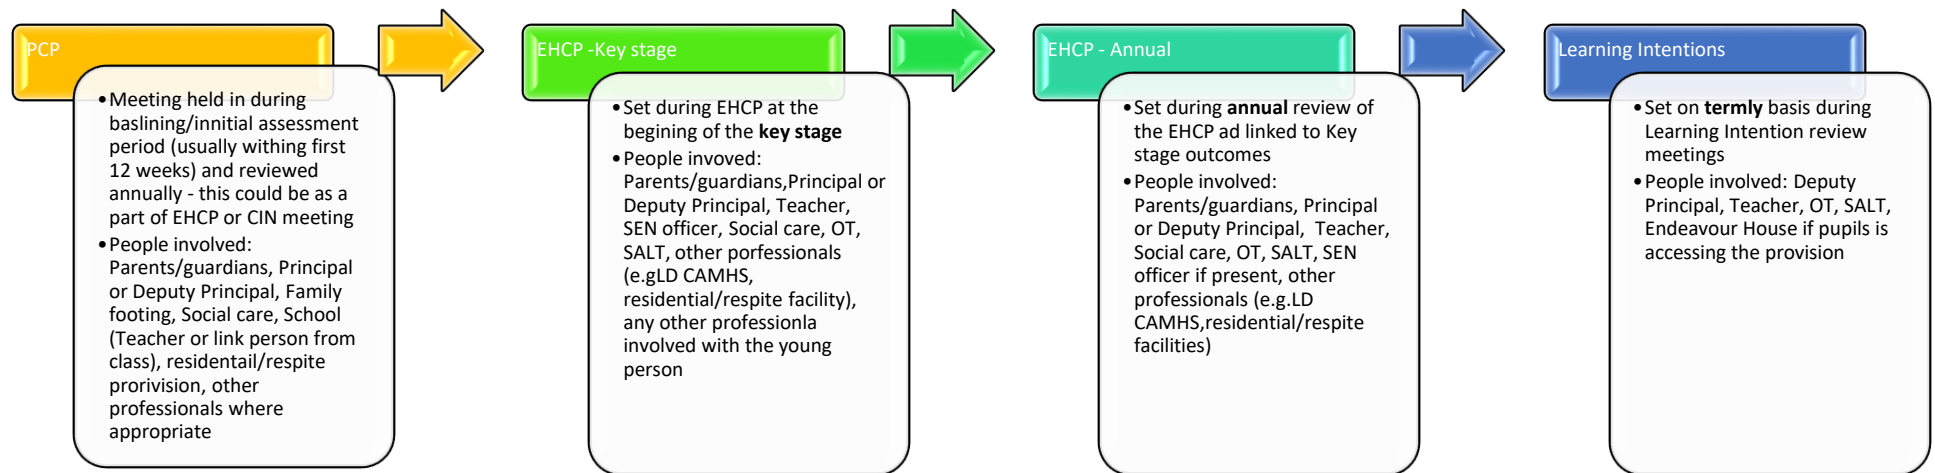 PCP
•Meeting held in during
baslining/innitial assessment
period (usually withing first
12 weeks) and reviewed
annually - this could be as a
part of EHCP or CIN meeting
•People involved:
Parents/guardians, Principal
or Deputy Principal, Family
footing, Social care, School
(Teacher or link person from
class), residentail/respite
prorivision, other
professionals where
appropriate
EHCP -Key stage
•Set during EHCP at the
begining of the key stage
•People invoved:
Parents/guardians,Principal or
Deputy Principal, Teacher,
SEN officer, Social care, OT,
SALT, other porfessionals
(e.gLD CAMHS,
residential/respite facility),
any other professionla
involved with the young
person
EHCP - Annual
•Set during annual review of
the EHCP ad linked to Key
stage outcomes
•People involved:
Parents/guardians, Principal
or Deputy Principal, Teacher,
Social care, OT, SALT, SEN
officer if present, other
professionals (e.g.LD
CAMHS,residential/respite
facilities)
Learning Intentions
•Set on termly basis during
Learning Intention review
meetings
•People involved: Deputy
Principal, Teacher, OT, SALT,
Endeavour House if pupils is
accessing the provision